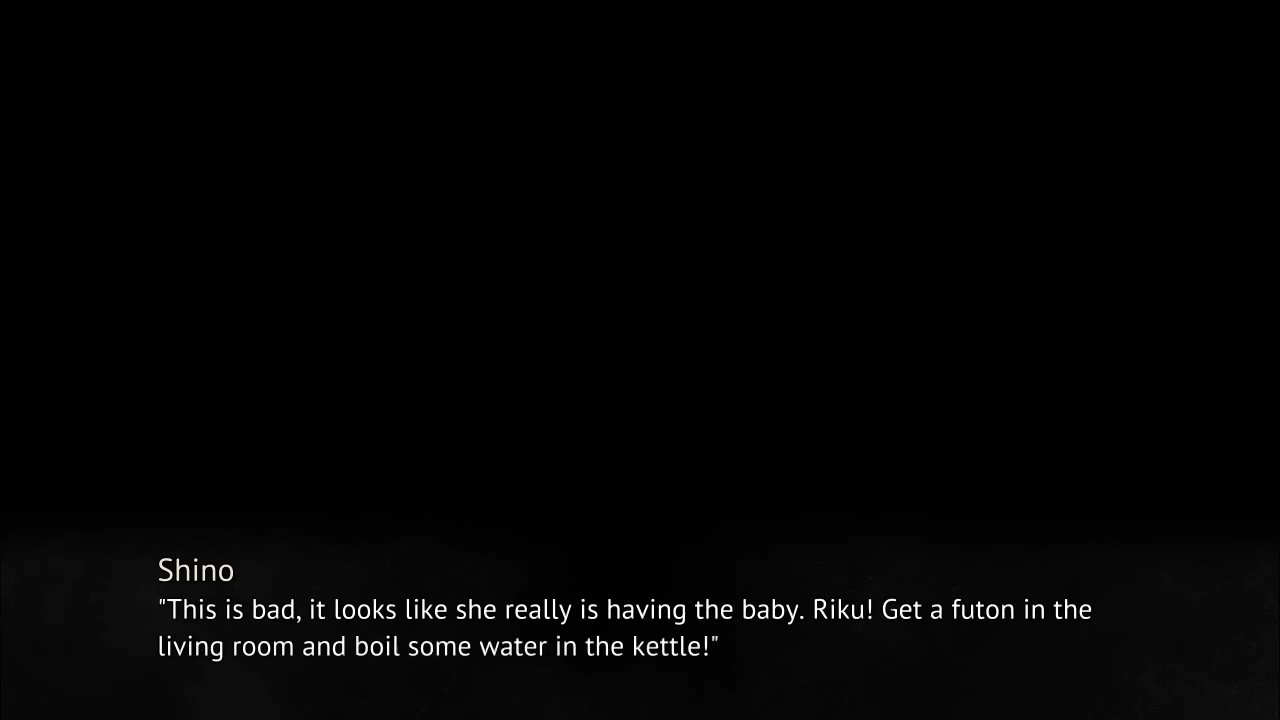 Shino
"This is bad, it looks like she really is having the baby. Riku! Get a futon in the
living room and boil some water in the kettle!"